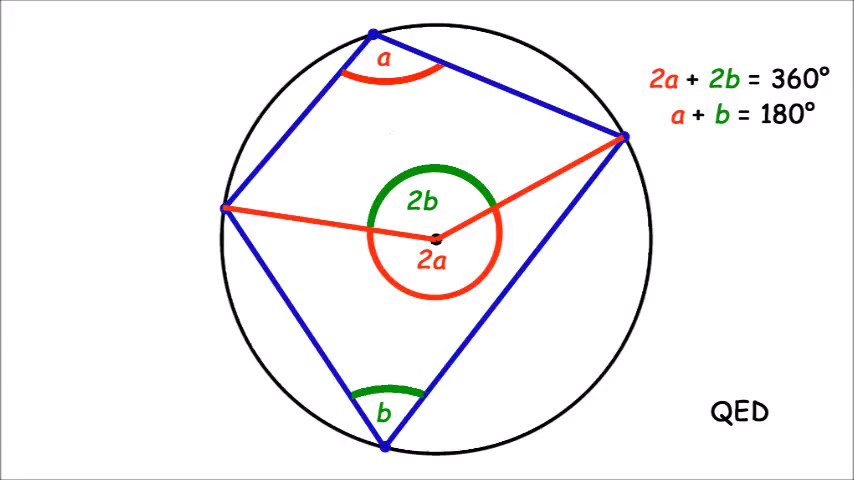 a
2a + 2b = 360°
a + b = 180°
2b
2a
b
QED